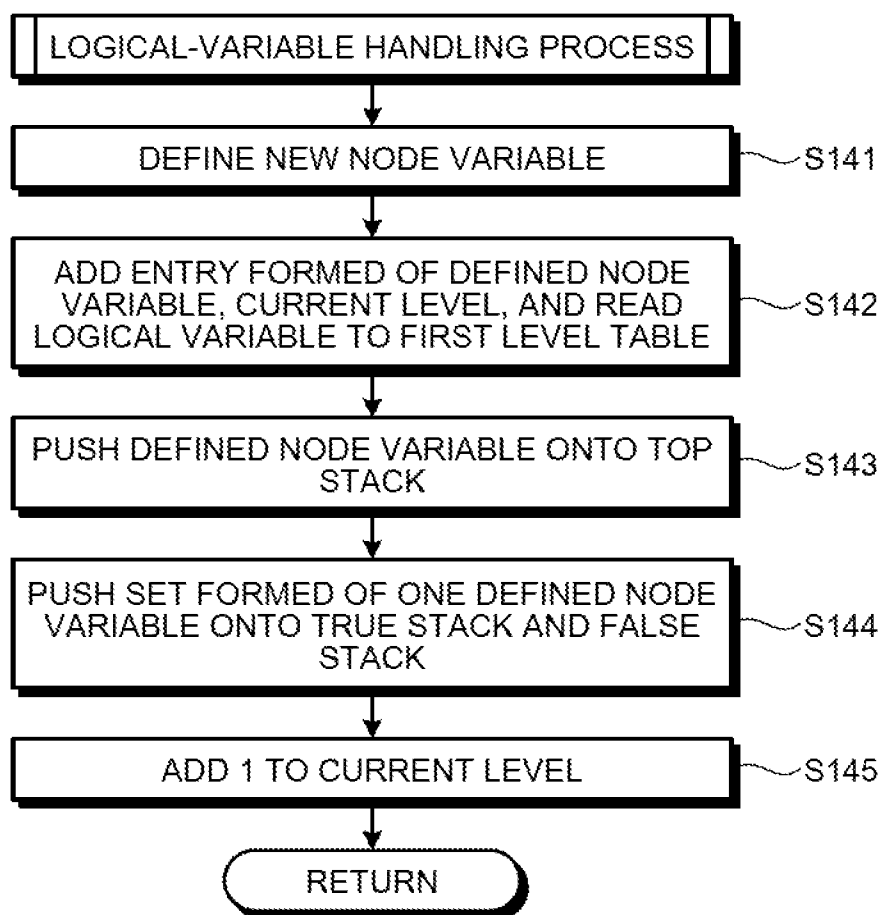 LOGICAL-VARIABLE HANDLING PROCESS
DEFINE NEW NODE VARIABLE
S141
ADD ENTRY FORMED OF DEFINED NODE
VARIABLE, CURRENT LEVEL, AND READ
LOGICAL VARIABLE TO FIRST LEVEL TABLE
S142
PUSH DEFINED NODE VARIABLE ONTO TOP
STACK
S143
PUSH SET FORMED OF ONE DEFINED NODE
VARIABLE ONTO TRUE STACK AND FALSE
STACK
S144
ADD 1 TO CURRENT LEVEL
S145
RETURN